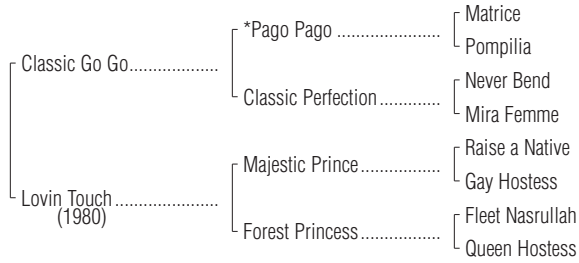 Matrice
*Pago Pago ........................
Pompilia
Classic Go Go....................
Never Bend
Classic Perfection..............
Mira Femme
Raise a Native
Majestic Prince..................
Gay Hostess
Lovin Touch .......................
(1980)
Fleet Nasrullah
Forest Princess..................
Queen Hostess